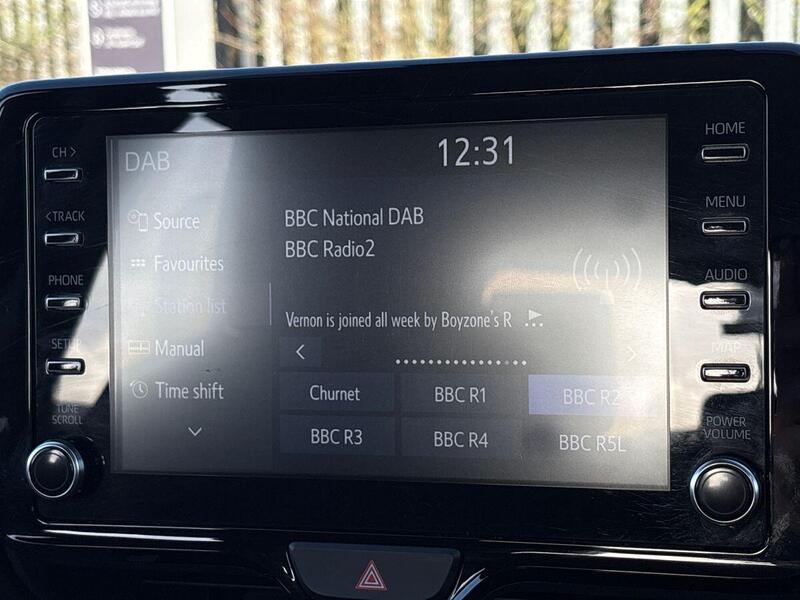 DAB
12:31
Source
Favourites
Station list
Manual
Time shift
BBC National DAB
BBC Radio2
Vernon is joined all week by Boyzone's R ...
Churnet
BBC R1
BBC R2
BBC R3
BBC R4
BBC R5L
CH >
< TRACK
PHONE
SETUP
TUNE
SCROLL
HOME
MENU
AUDIO
MAP
POWER
VOLUME